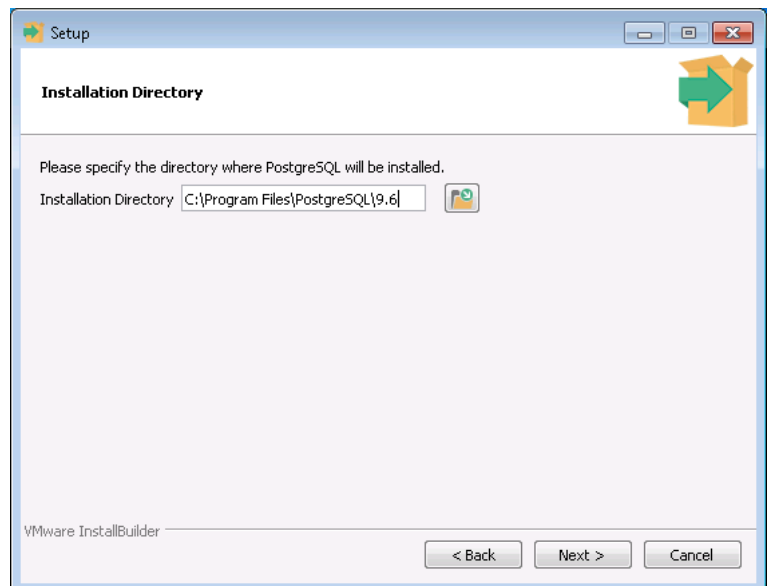 Setup
Installation Directory
Please specify the directory where PostgreSQL will be installed.
Installation Directory C:\Program Files\PostgreSQL\9.6
VMware InstallBuilder
< Back Next > Cancel